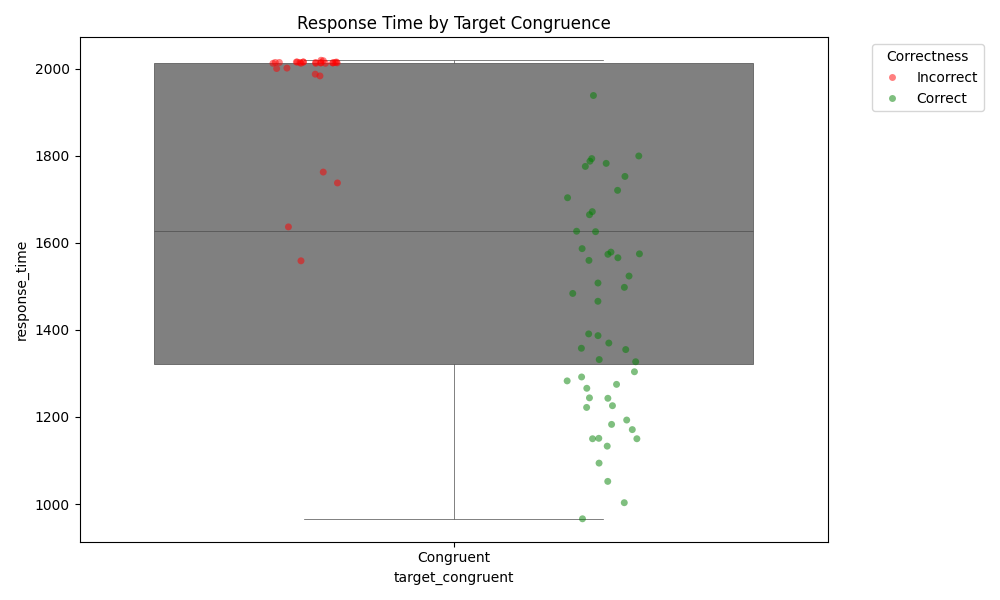 Response Time by Target Congruence
Correctness
Incorrect
Correct
response_time
2000
1800
1600
1400
1200
1000
Congruent
target_congruent